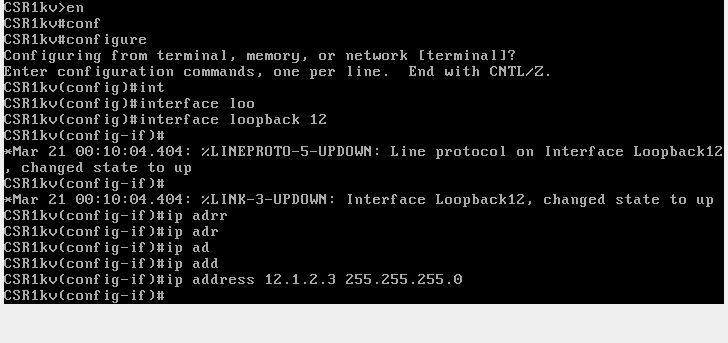 CSR1kv>en
CSR1kv#conf
CSR1kv#configure
Configuring from terminal, memory, or network [terminal]?
Enter configuration commands, one per line.  End with CNTL/Z.
CSR1kv(config)#int
CSR1kv(config)#interface loo
CSR1kv(config)#interface loopback 12
CSR1kv(config-if)#
*Mar 21 00:10:04.404: %LINEPROTO-5-UPDOWN: Line protocol on Interface Loopback12
, changed state to up
CSR1kv(config-if)#
*Mar 21 00:10:04.404: %LINK-3-UPDOWN: Interface Loopback12, changed state to up
CSR1kv(config-if)#ip adrr
CSR1kv(config-if)#ip adr
CSR1kv(config-if)#ip ad
CSR1kv(config-if)#ip add
CSR1kv(config-if)#ip address 12.1.2.3 255.255.255.0
CSR1kv(config-if)#